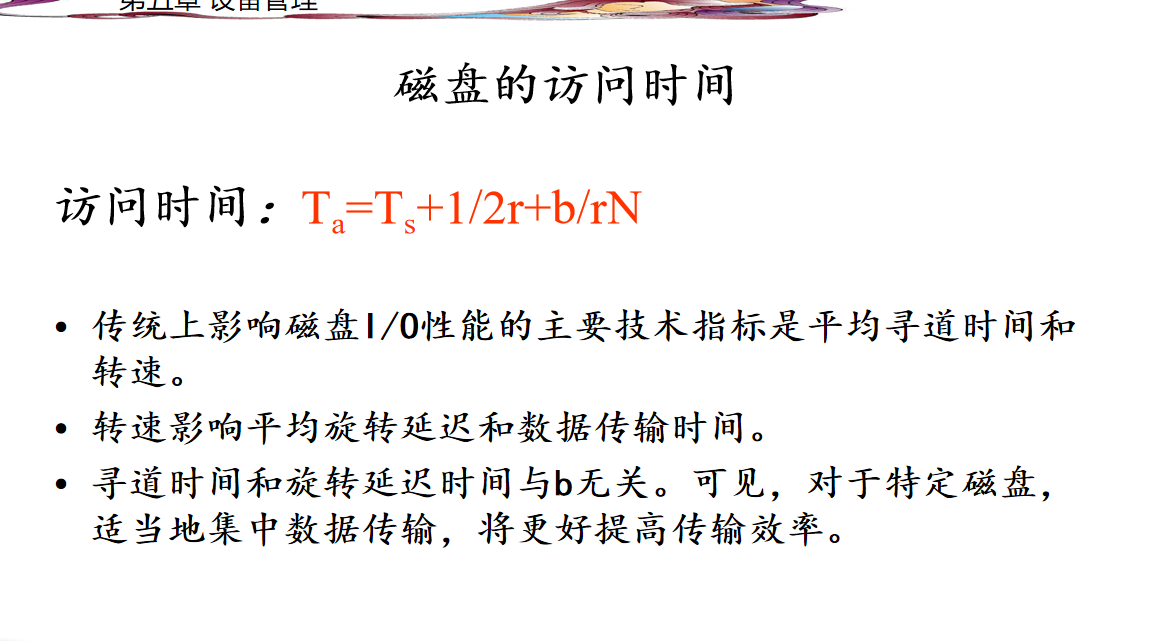 第五章 设备管理
磁盘的访问时间
访问时间：Ta=Ts+1/2r+b/rN
• 传统上影响磁盘I/O性能的主要技术指标是平均寻道时间和
转速。
• 转速影响平均旋转延迟和数据传输时间。
• 寻道时间和旋转延迟时间与b无关。可见，对于特定磁盘，
适当地集中数据传输，将更好提高传输效率。